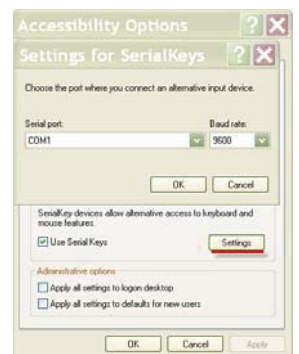 Accessibility Options
Settings for SerialKeys
Choose the port where you connect an alternative input device.
Serial port: Baud rate:
COM1 9600
OK Cancel
SerialKey devices allow alternative access to keyboard and
mouse features.
Use Serial Keys Settings
Administrative options
Apply all settings to logon desktop
Apply all settings to defaults for new users
OK Cancel Apply